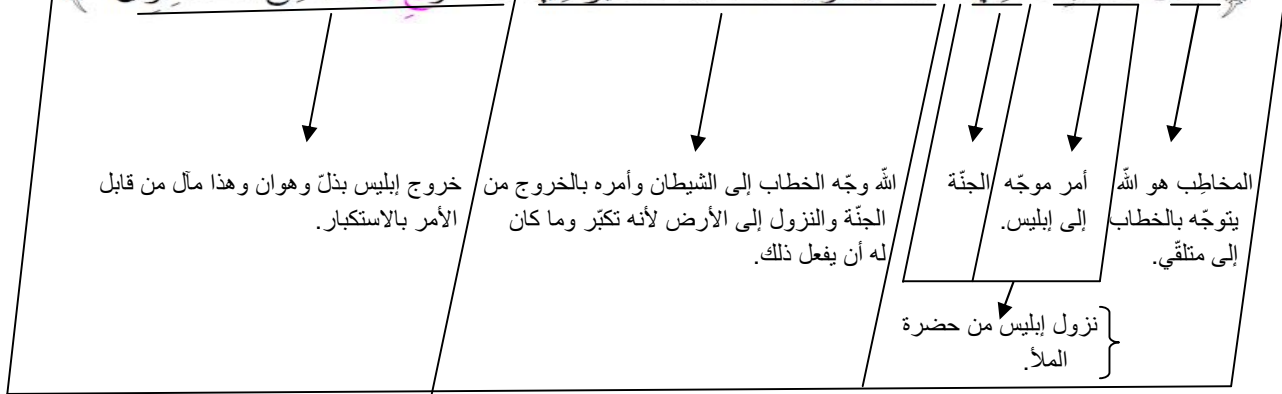 المخاطِب هو الله يتوجّه بالخطاب إلى متلقّي.
أمر موجّه إلى إبليس.
الجنّة
الله وجّه الخطاب إلى الشيطان وأمره بالخروج من
الجنّة والنزول إلى الأرض لأنه تكبّر وما كان
له أن يفعل ذلك.
خروج إبليس بذلّ وهوان وهذا مآل من قابل
الأمر بالاستكبار.
نزول إبليس من حضرة
الملأ.